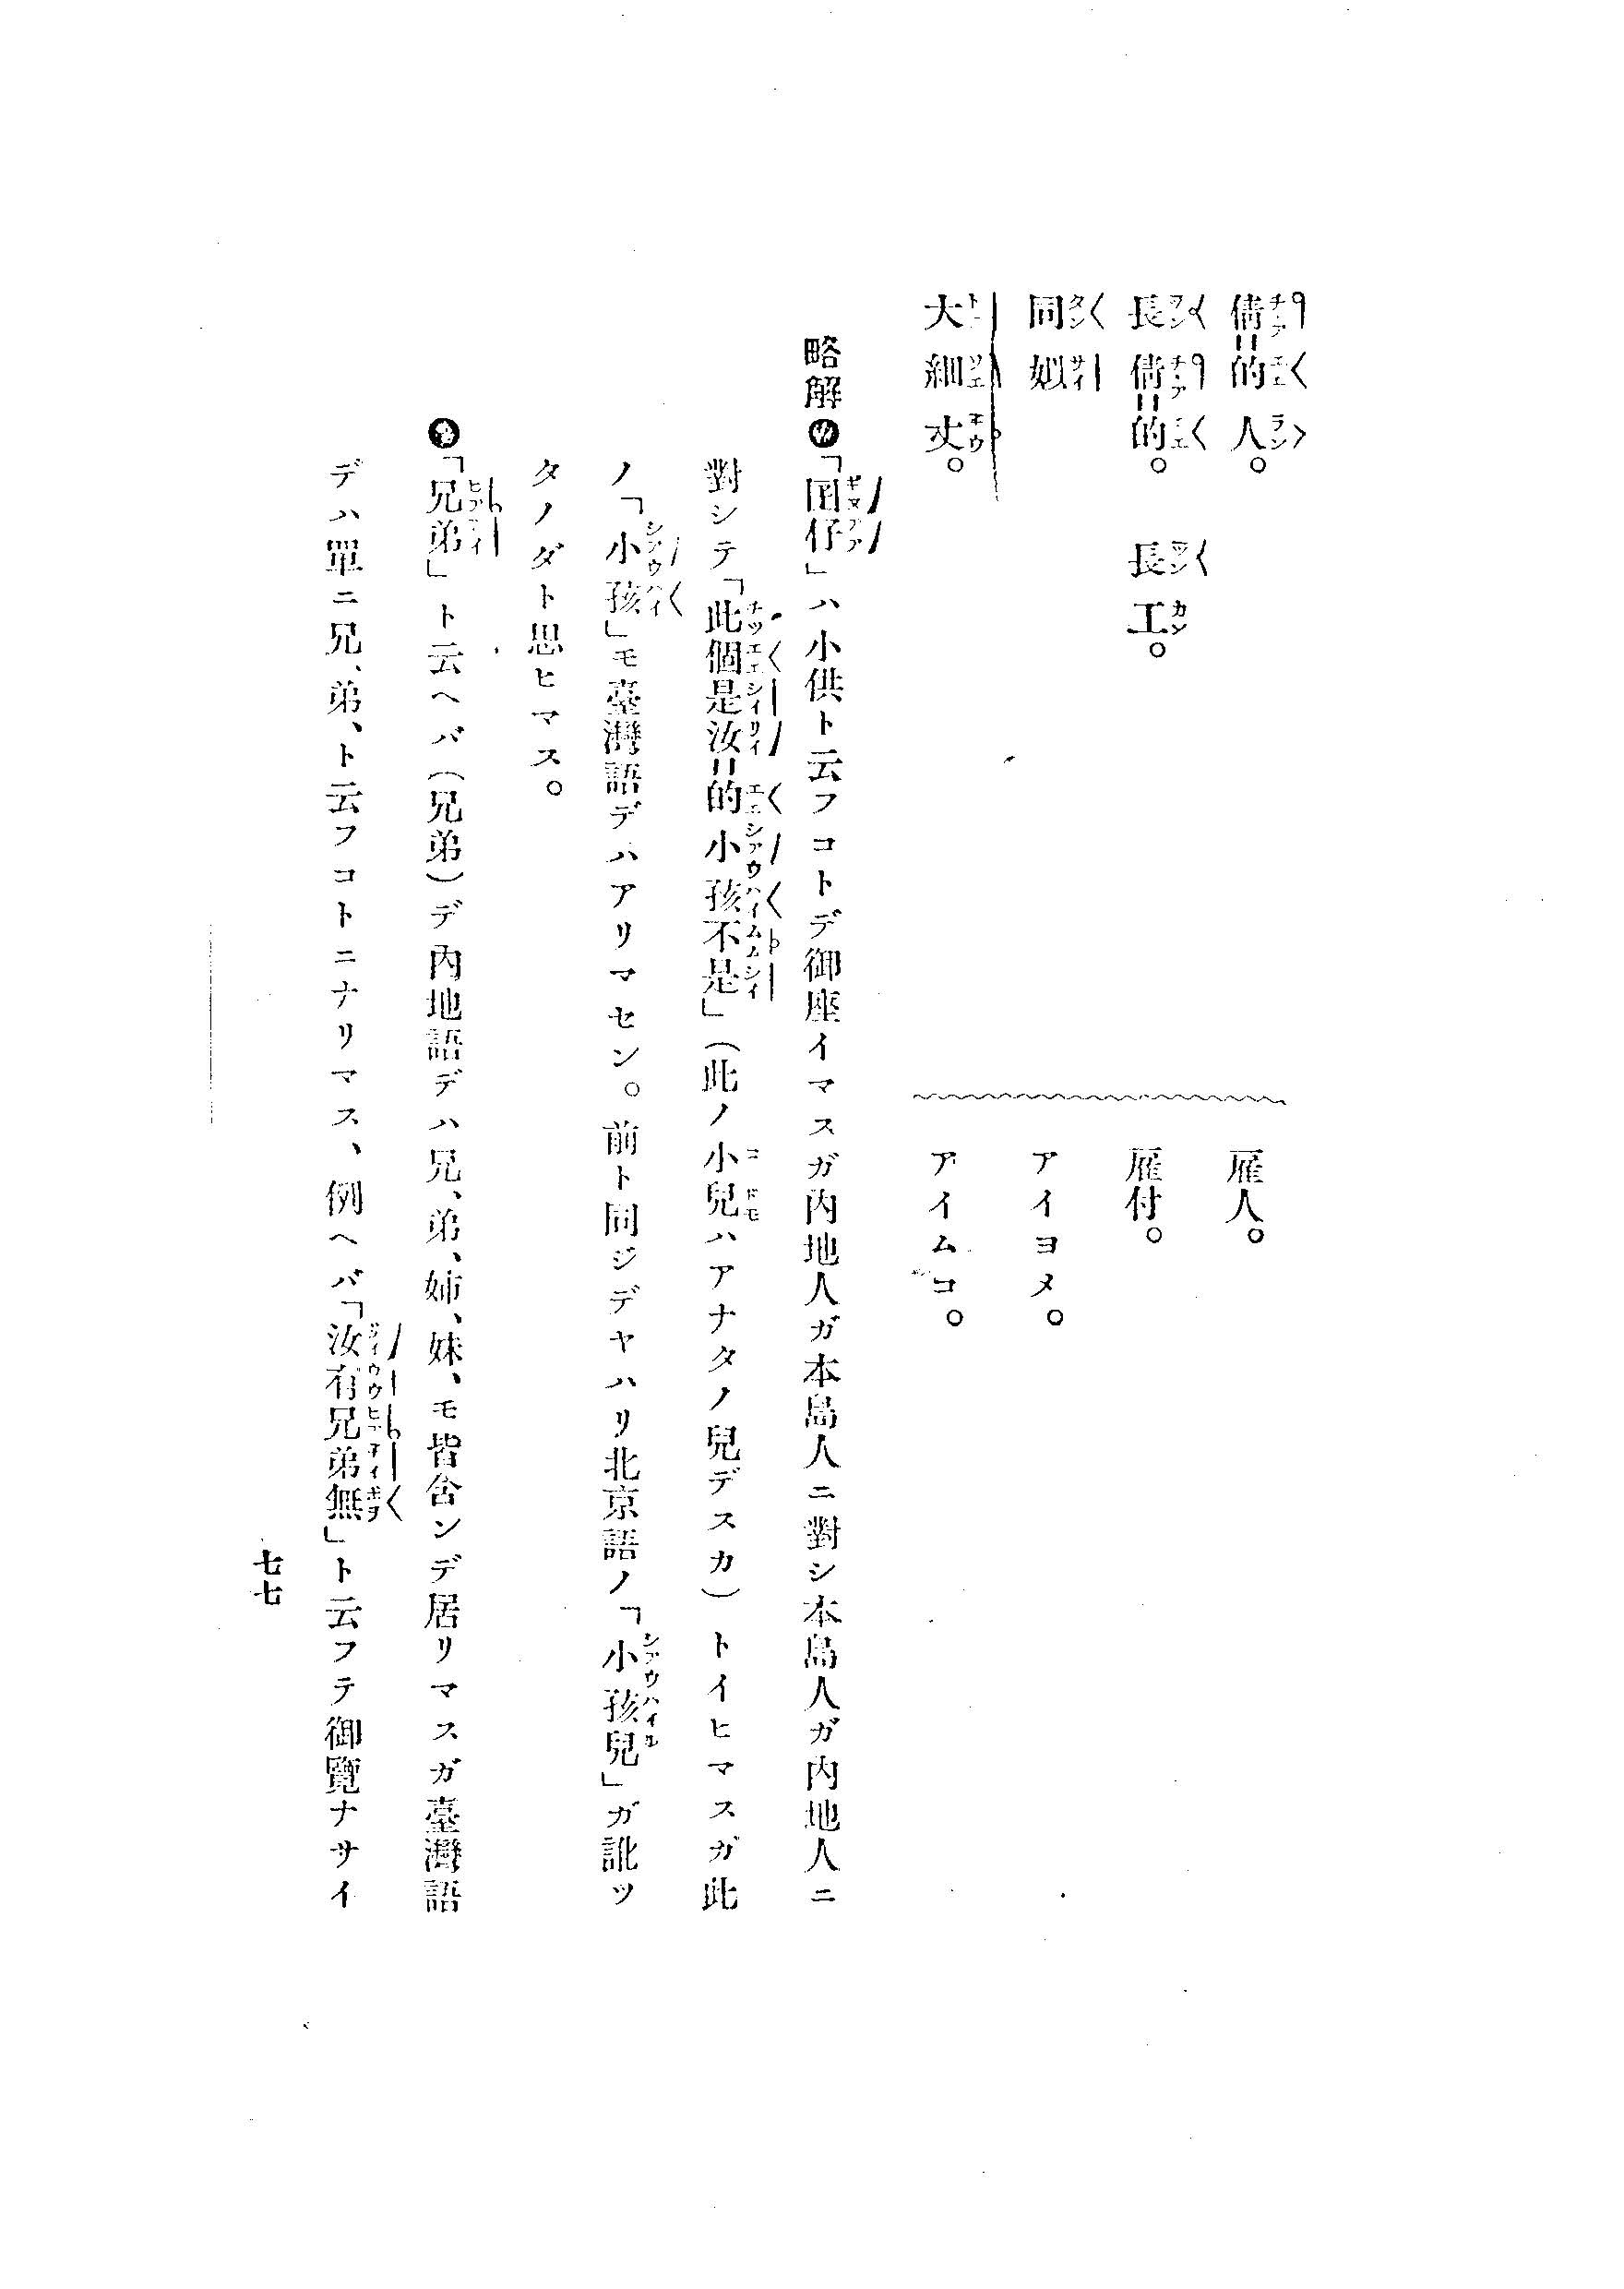 倩〃的人。　雇人。
長倩〃的。　長工。　雇付。
同姒　アイヨメ。
大細丈。　アイムコ。
略解「囝仔」ハ小供ト云フコトデ御座イマスガ内地人ガ本島人ニ對シ本島人ガ内地人ニ
對シテ「此個是汝〃的小孩不是」(此ノ小兒ハアナタノ兒デスカ)トイヒマスガ此
ノ「小孩」モ臺灣語デハアリマセン。前ト同ジデヤハリ北京語ノ「小孩兒」ガ訛ツ
タノダト思ヒマス。
「兄弟」ト云ヘバ(兄弟)デ内地語デハ兄、弟、姉、妹、モ皆含ンデ居リマスガ臺灣語
デハ單ニ兄、弟、ト云フコトニナリマス、例ヘバ「汝有兄弟無」ト云フテ御覽ナサイ
七七